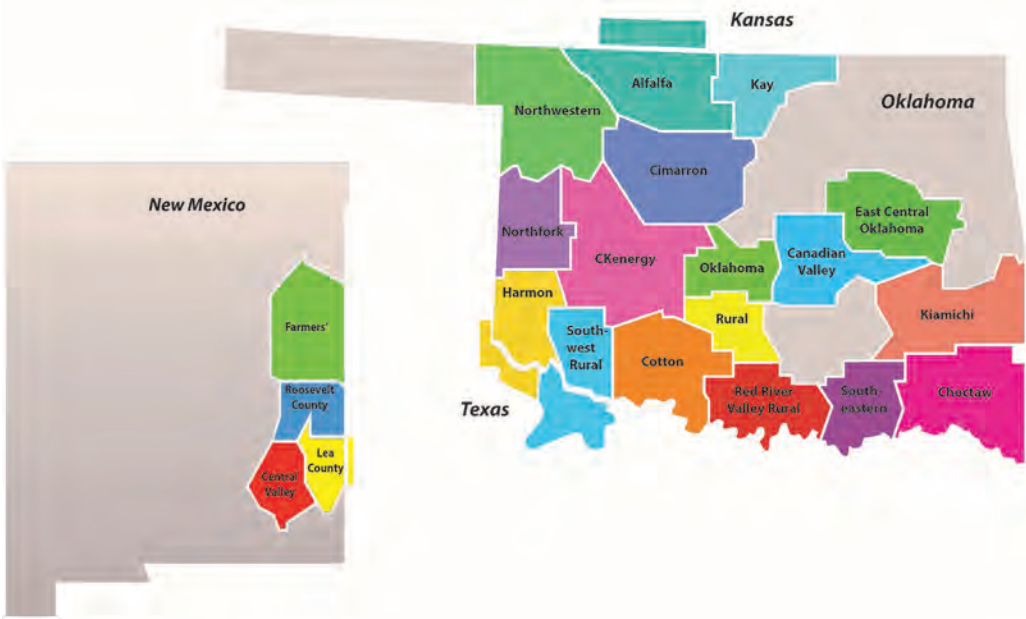 Kansas
Alfalfa
Kay
Northwestern
Oklahoma
Cimarron
New Mexico
East Central
Oklahoma
Northfork
Canadian
Valley
CKenergy
Oklahoma
Harmon
Kiamichi
Rural
Farmers'
South-
west
Rural
Cotton
Roosevelt
County
Red River
Valley Rural
South-
eastern
Choctaw
Texas
Lea
County
Central
Valley